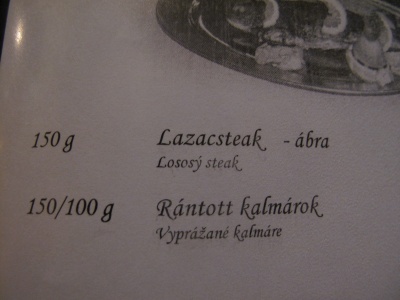 150 g Lazacsteak - ábra
Lososý steak
150/100 g Rántott kalmárok
Vyprážané kalmáre